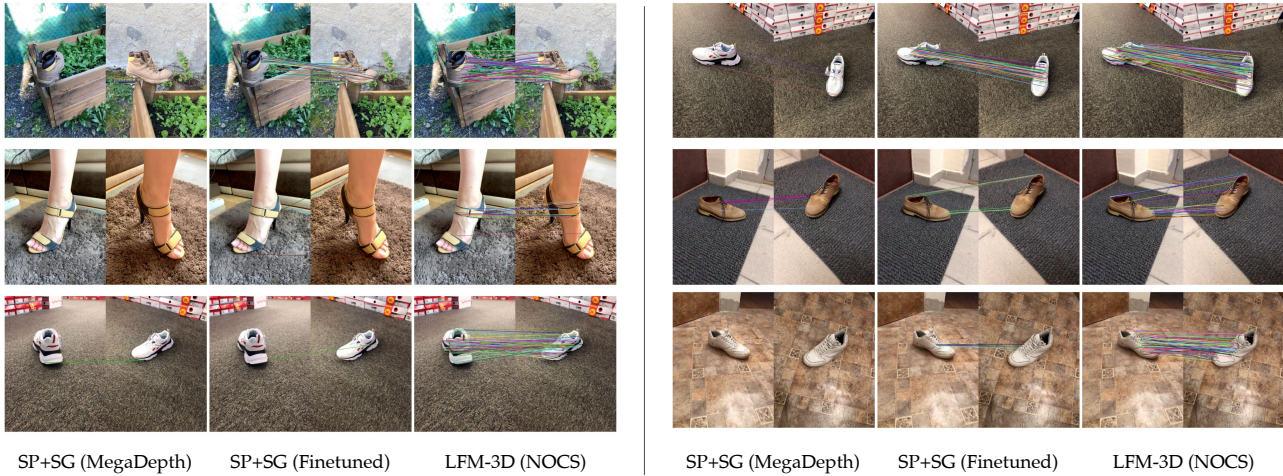 SP+SG (MegaDepth) SP+SG (Finetuned) LFM-3D (NOCS) SP+SG (MegaDepth) SP+SG (Finetuned) LFM-3D (NOCS)